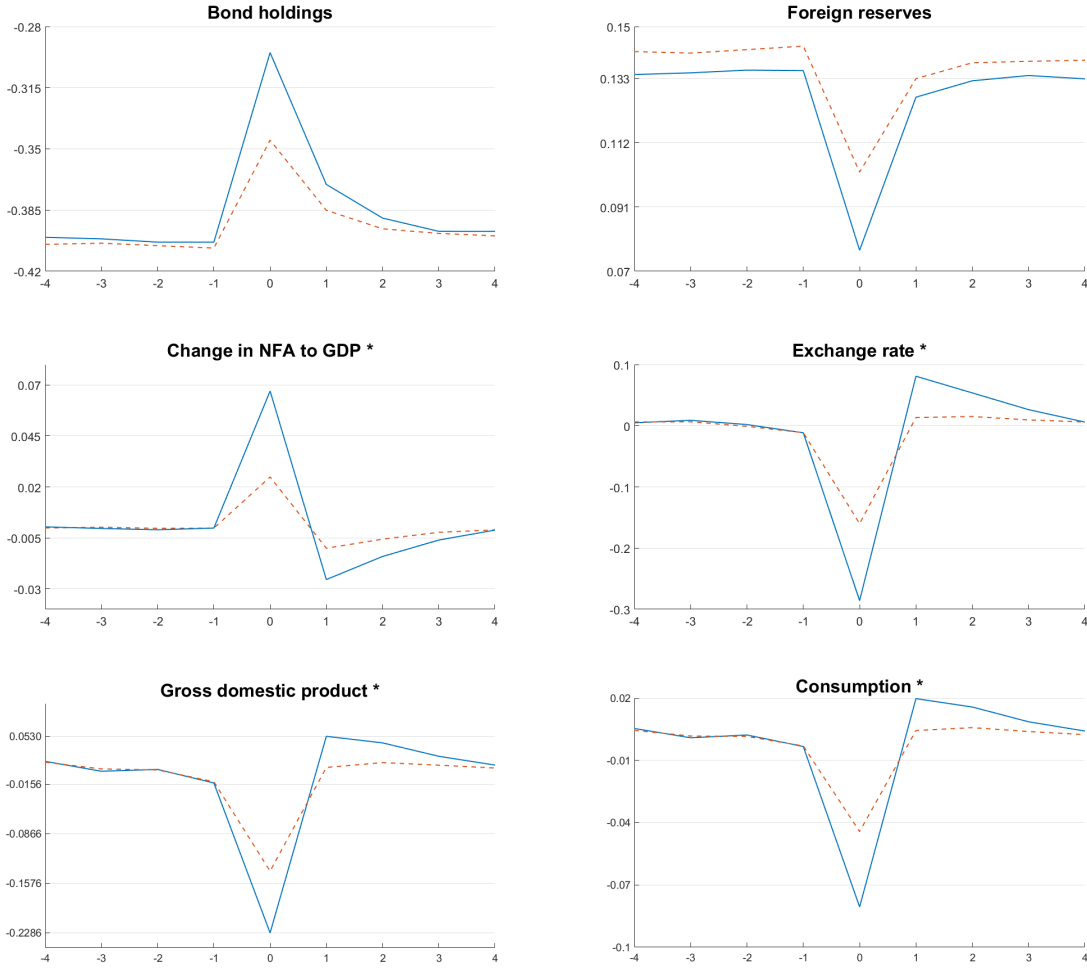 Bond holdings
-0.28
-0.315
-0.35
-0.385
-0.42
-4 -3 -2 -1 0 1 2 3 4
Foreign reserves
0.15
0.133
0.112
0.091
0.07
-4 -3 -2 -1 0 1 2 3 4
Change in NFA to GDP *
0.07
0.045
0.02
-0.005
-0.03
-4 -3 -2 -1 0 1 2 3 4
Exchange rate *
0.1
0
-0.1
-0.2
-0.3
-4 -3 -2 -1 0 1 2 3 4
Gross domestic product *
0.0530
-0.0156
-0.0866
-0.1576
-0.2286
-4 -3 -2 -1 0 1 2 3 4
Consumption *
0.02
-0.01
-0.04
-0.07
-0.1
-4 -3 -2 -1 0 1 2 3 4